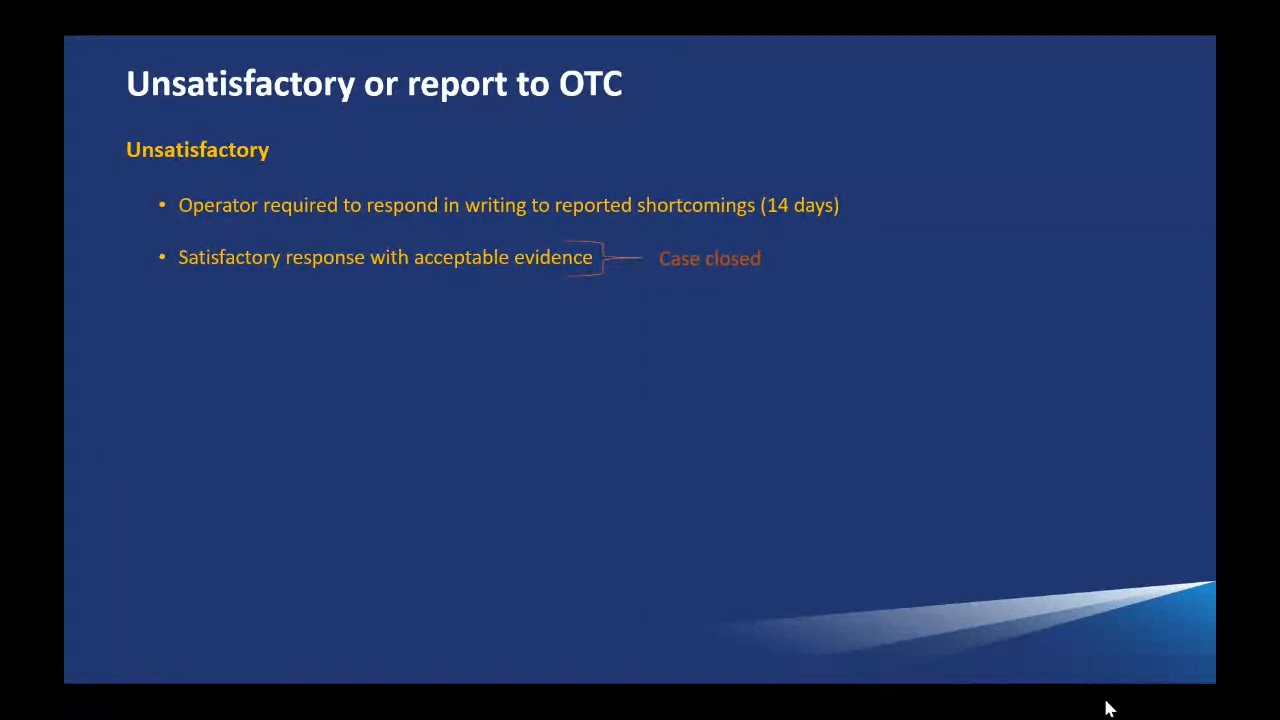 Unsatisfactory or report to OTC
Unsatisfactory
• Operator required to respond in writing to reported shortcomings (14 days)
• Satisfactory response with acceptable evidence Case closed